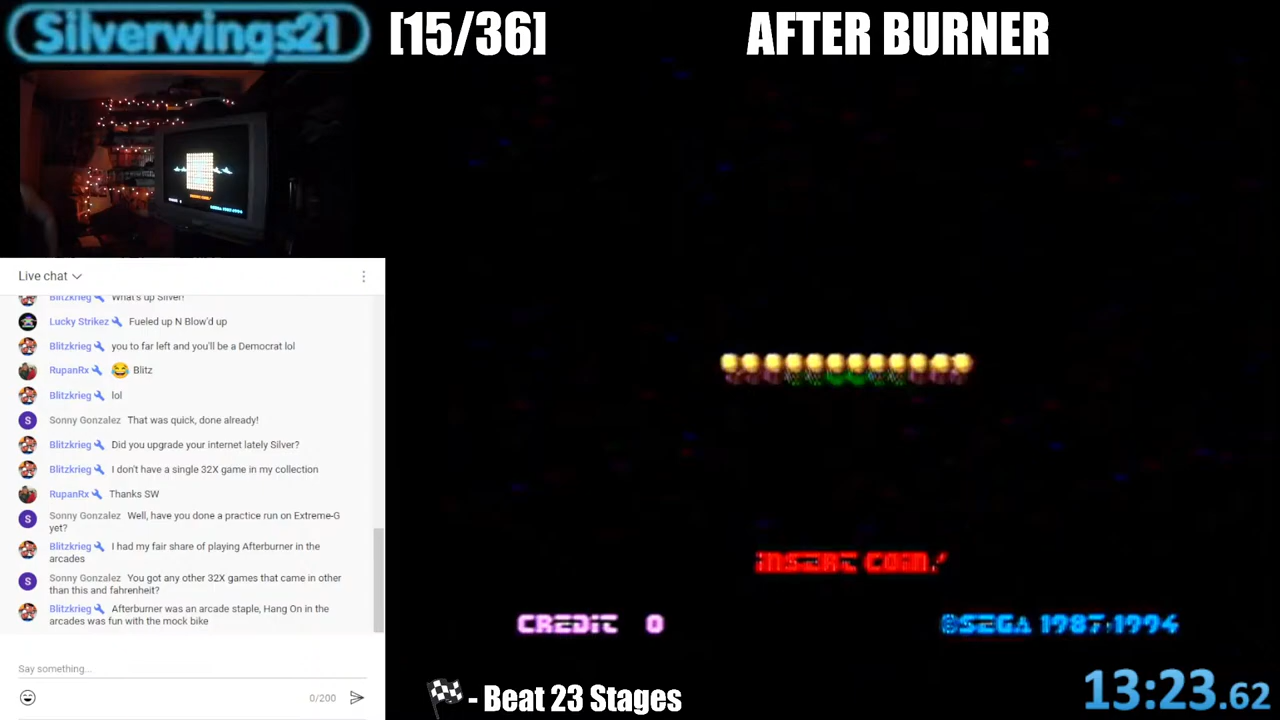 Silverwings21
[15/36]
AFTER BURNER
Live chat
Blitzkrieg What's up Silver!
Lucky Strikez Fueled up N Blow'd up
Blitzkrieg you to far left and you'll be a Democrat lol
RupanRx 😂 Blitz
Blitzkrieg lol
S Sonny Gonzalez That was quick, done already!
Blitzkrieg Did you upgrade your internet lately Silver?
Blitzkrieg I don't have a single 32X game in my collection
RupanRx Thanks SW
S Sonny Gonzalez Well, have you done a practice run on Extreme-G
yet?
Blitzkrieg I had my fair share of playing Afterburner in the
arcades
S Sonny Gonzalez You got any other 32X games that came in other
than this and fahrenheit?
Blitzkrieg Afterburner was an arcade staple, Hang On in the
arcades was fun with the mock bike
Say something...
0/200
INSERT COIN!
CREDIT 0
©SEGA 1987,1994
- Beat 23 Stages
13:23.62